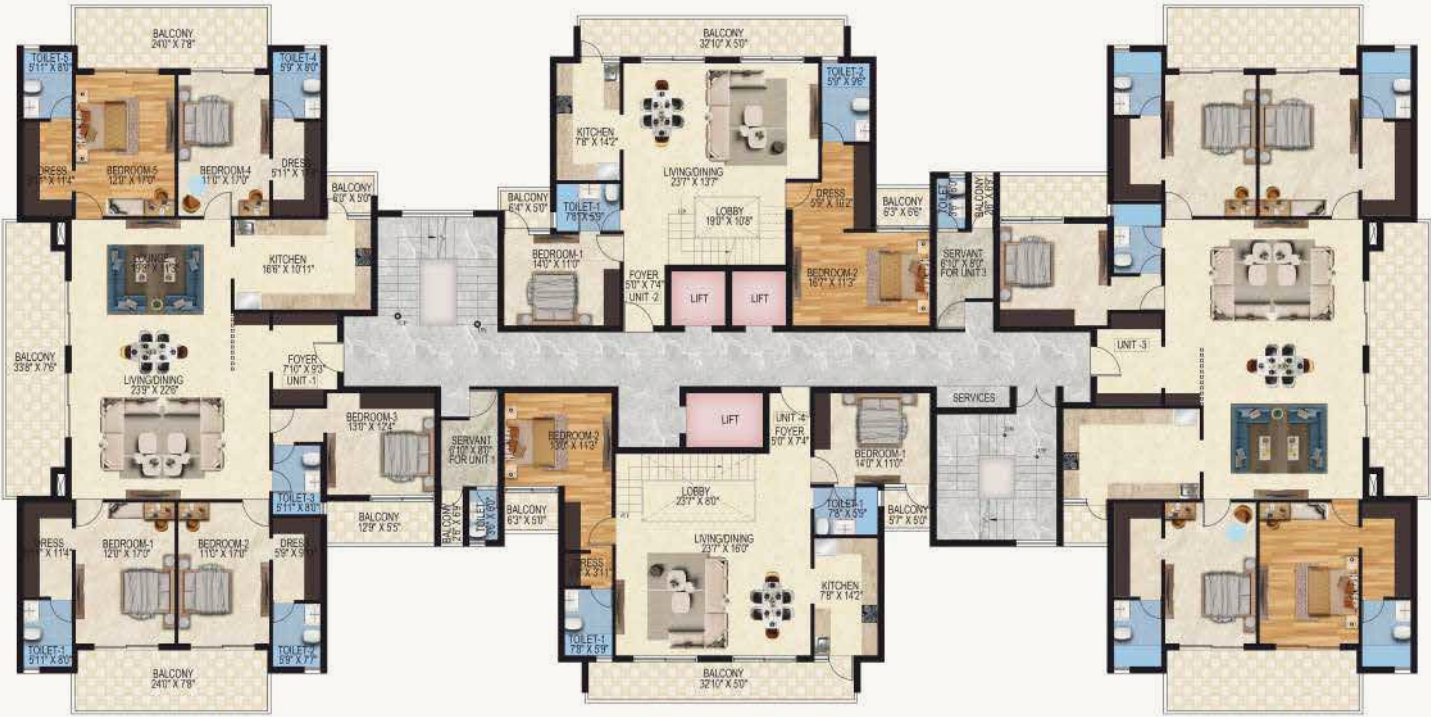 BALCONY
24'0" X 7'8"
TOILET-5
5'11" X 8'0"
TOILET-4
5'9" X 8'0"
DRESS
BEDROOM-5
12'0" X 17'0"
BEDROOM-4
11'0" X 17'0"
DRESS
BALCONY
6'0" X 5'0"
LOUNGE
KITCHEN
16'6" X 10'11"
BALCONY
33'8" X 7'6"
LIVING/DINING
23'9" X 22'6"
FOYER
7'10" X 9'3"
UNIT -1
BEDROOM-3
13'0" X 12'4"
SERVANT
6'10" X 8'0"
FOR UNIT 1
TOILET-3
5'11" X 8'0"
BALCONY
12'9" X 5'5"
BALCONY
2'6" X 6'9"
TOILET
DRESS
BEDROOM-1
12'0" X 17'0"
BEDROOM-2
11'0" X 17'0"
DRESS
TOILET-1
5'11" X 8'0"
TOILET-2
5'9" X 7'7"
BALCONY
24'0" X 7'8"
BALCONY
32'10" X 5'0"
KITCHEN
7'8" X 14'2"
TOILET-2
5'9" X 9'6"
LIVING/DINING
23'7" X 13'7"
BALCONY
6'4" X 5'0"
TOILET-1
7'8" X 5'9"
LOBBY
19'0" X 10'8"
DRESS
5'9" X 10'2"
BALCONY
6'3" X 6'6"
BEDROOM-1
14'0" X 11'0"
FOYER
5'0" X 7'4"
UNIT -2
LIFT
LIFT
BEDROOM-2
16'7" X 11'3"
TOILET
BALCONY
SERVANT
6'10" X 8'0"
FOR UNIT 3
UNIT -3
SERVICES
LIFT
UNIT -4
FOYER
5'0" X 7'4"
BEDROOM-2
BEDROOM-1
14'0" X 11'0"
LOBBY
23'7" X 8'0"
BALCONY
6'3" X 5'0"
TOILET-1
7'8" X 5'9"
BALCONY
5'7" X 5'0"
LIVING/DINING
23'7" X 16'0"
DRESS
KITCHEN
7'8" X 14'2"
TOILET-1
7'8" X 5'9"
BALCONY
32'10" X 5'0"